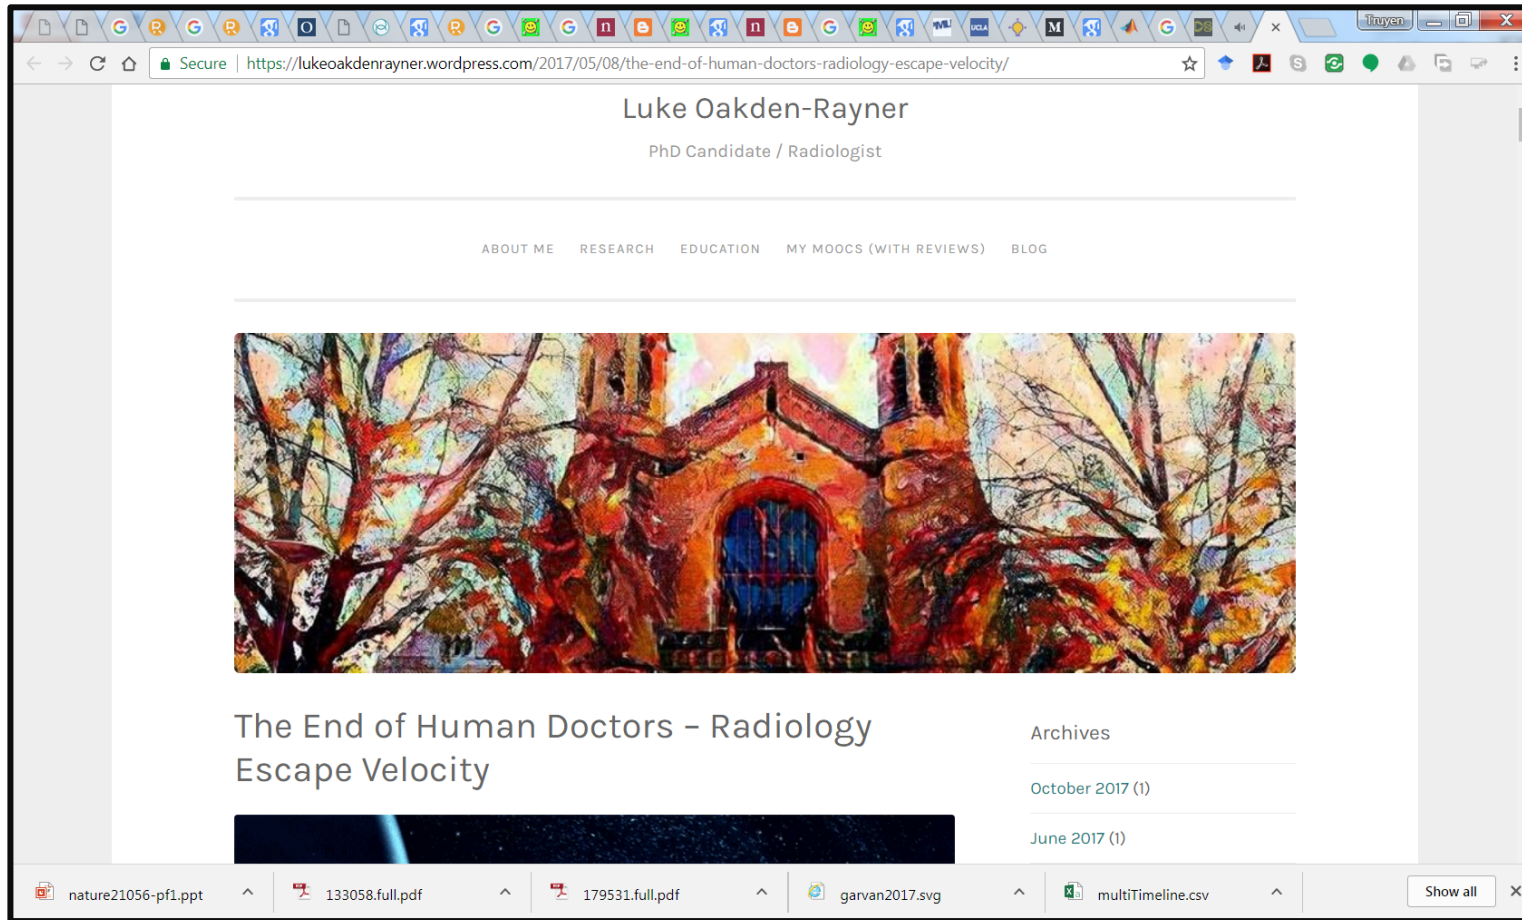 Truyen
Secure
https://lukeoakdenrayner.wordpress.com/2017/05/08/the-end-of-human-doctors-radiology-escape-velocity/
Luke Oakden-Rayner
PhD Candidate / Radiologist
ABOUT ME RESEARCH EDUCATION MY MOOCS (WITH REVIEWS) BLOG
The End of Human Doctors – Radiology
Escape Velocity
Archives
October 2017 (1)
June 2017 (1)
nature21056-pf1.ppt 133058.full.pdf 179531.full.pdf garvan2017.svg multiTimeline.csv Show all